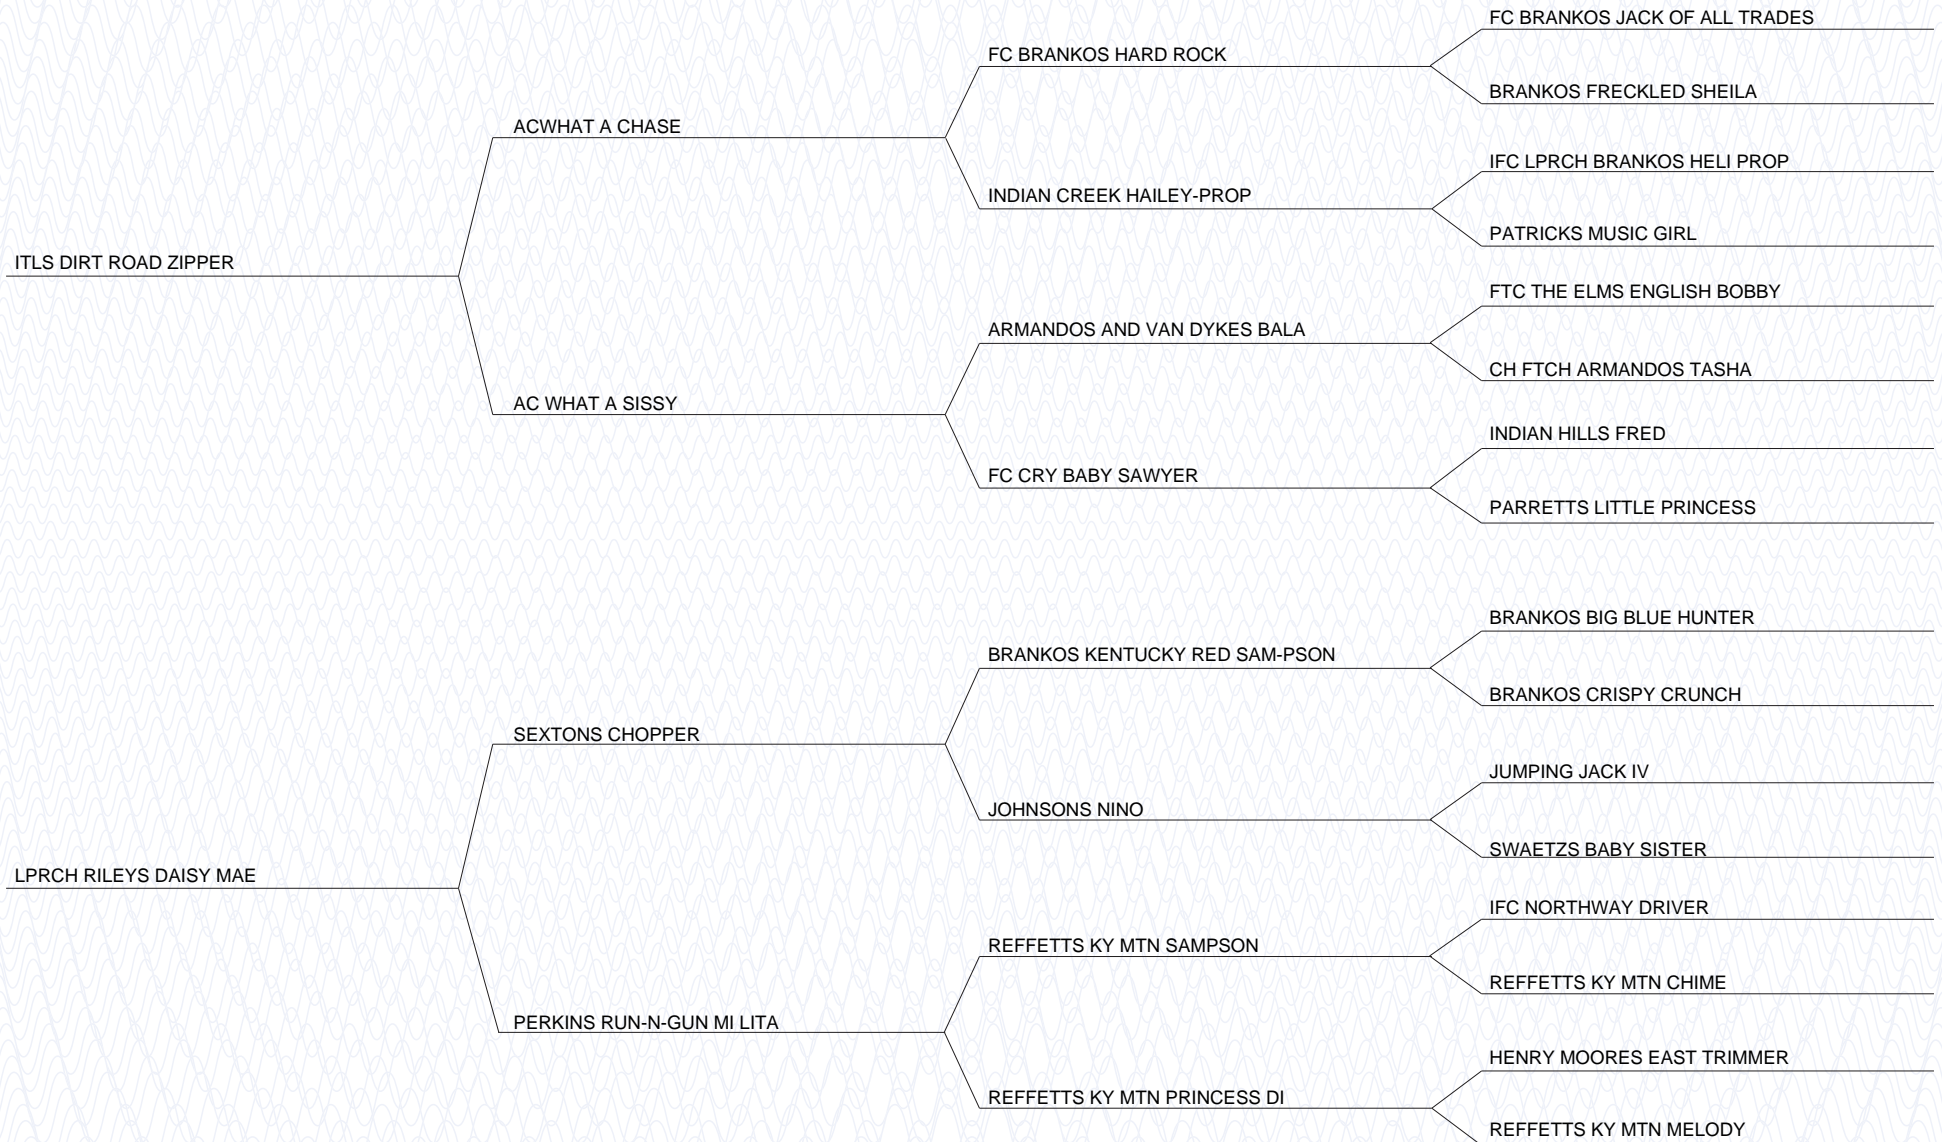 FC BRANKOS JACK OF ALL TRADES
FC BRANKOS HARD ROCK
BRANKOS FRECKLED SHEILA
ACWHAT A CHASE
IFC LPRCH BRANKOS HELI PROP
INDIAN CREEK HAILEY-PROP
PATRICKS MUSIC GIRL
ITLS DIRT ROAD ZIPPER
FTC THE ELMS ENGLISH BOBBY
ARMANDOS AND VAN DYKES BALA
CH FTCH ARMANDOS TASHA
AC WHAT A SISSY
INDIAN HILLS FRED
FC CRY BABY SAWYER
PARRETTS LITTLE PRINCESS
BRANKOS BIG BLUE HUNTER
BRANKOS KENTUCKY RED SAM-PSON
BRANKOS CRISPY CRUNCH
SEXTONS CHOPPER
JUMPING JACK IV
JOHNSONS NINO
SWAETZS BABY SISTER
LPRCH RILEYS DAISY MAE
IFC NORTHWAY DRIVER
REFFETTS KY MTN SAMPSON
REFFETTS KY MTN CHIME
PERKINS RUN-N-GUN MI LITA
HENRY MOORES EAST TRIMMER
REFFETTS KY MTN PRINCESS DI
REFFETTS KY MTN MELODY